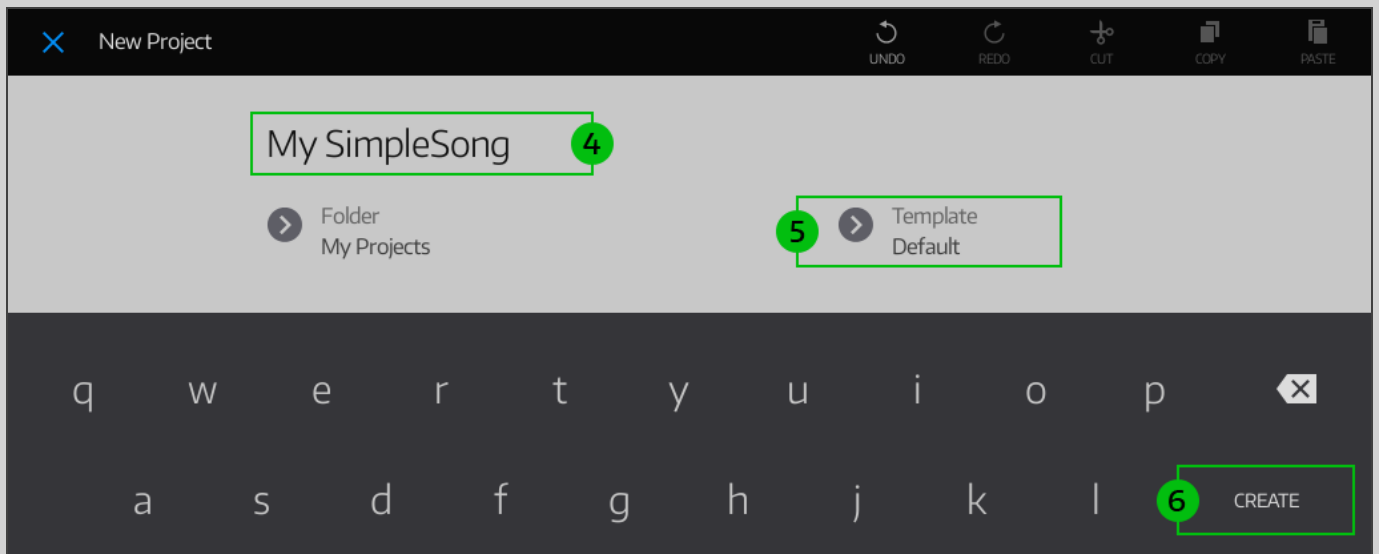 New Project
UNDO
REDO
CUT
COPY
PASTE
My SimpleSong
4
Folder
My Projects
5
Template
Default
q w e r t y u i o p
a s d f g h j k l
6
CREATE